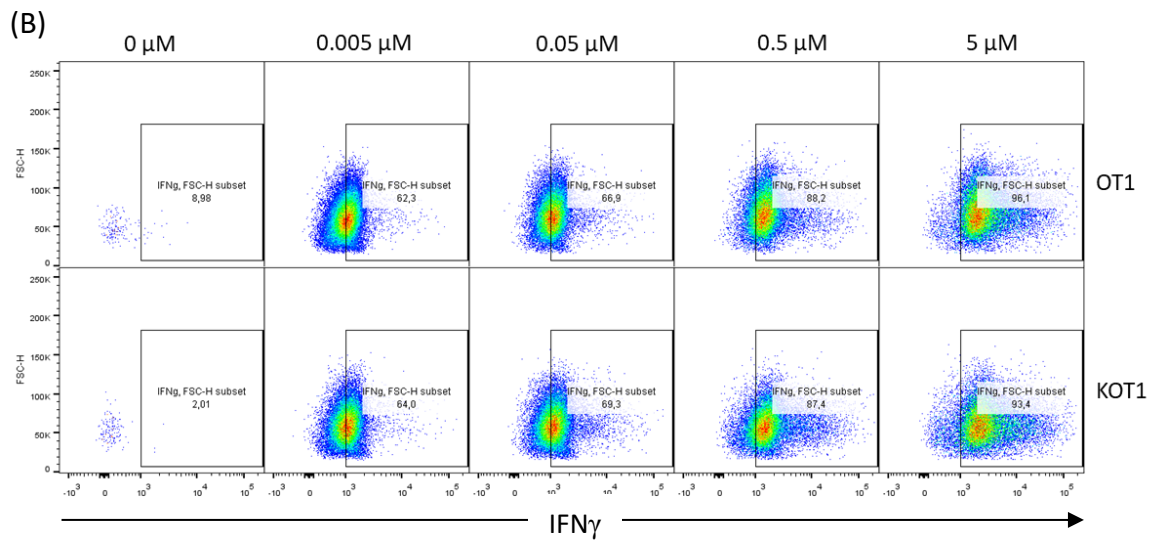 (B)
0 µM 0.005 µM 0.05 µM 0.5 µM 5 µM
250K
200K
150K
100K
50K
0
FSC-H
IFNg, FSC-H subset
8,98
IFNg, FSC-H subset
62,3
IFNg, FSC-H subset
66,9
IFNg, FSC-H subset
88,2
IFNg, FSC-H subset
96,1
OT1
250K
200K
150K
100K
50K
0
FSC-H
IFNg, FSC-H subset
2,01
IFNg, FSC-H subset
64,0
IFNg, FSC-H subset
69,3
IFNg, FSC-H subset
87,4
IFNg, FSC-H subset
93,4
KOT1
-10³ 0 10³ 10⁴ 10⁵ -10³ 0 10³ 10⁴ 10⁵ -10³ 0 10³ 10⁴ 10⁵ -10³ 0 10³ 10⁴ 10⁵ -10³ 0 10³ 10⁴ 10⁵
IFNγ